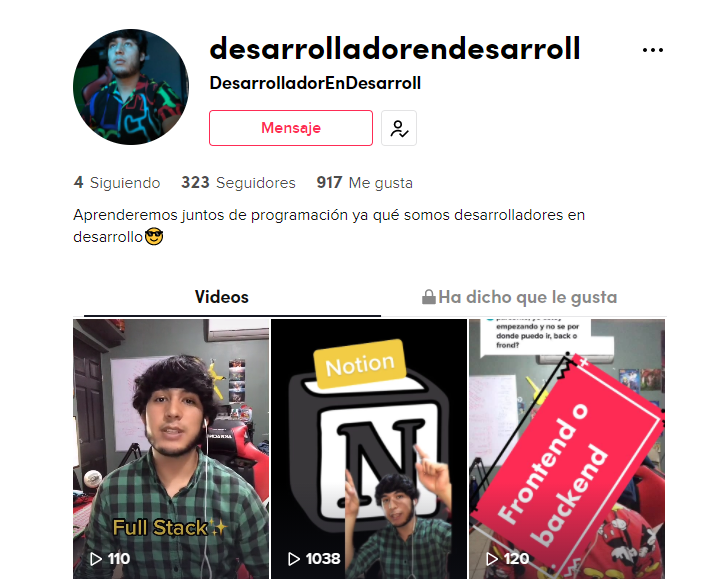 desarrolladorendesarroll
DesarrolladorEnDesarroll
Mensaje
4 Siguiendo 323 Seguidores 917 Me gusta
Aprenderemos juntos de programación ya qué somos desarrolladores en
desarrollo😎
Videos
Ha dicho que le gusta
Full Stack✨
110
Notion
N
1038
empezando y no se por
donde puedo ir, back o
frond?
Frontend o
backend
120